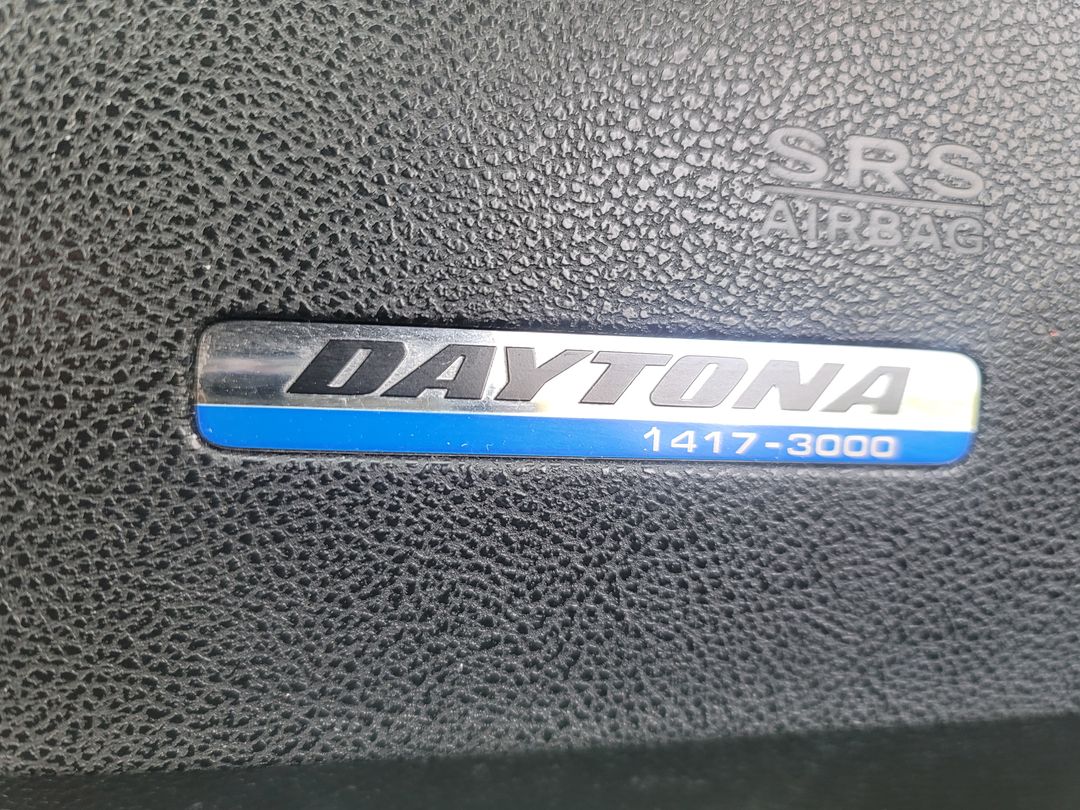 SRS
AIRBAG
DAYTONA
1417-3000